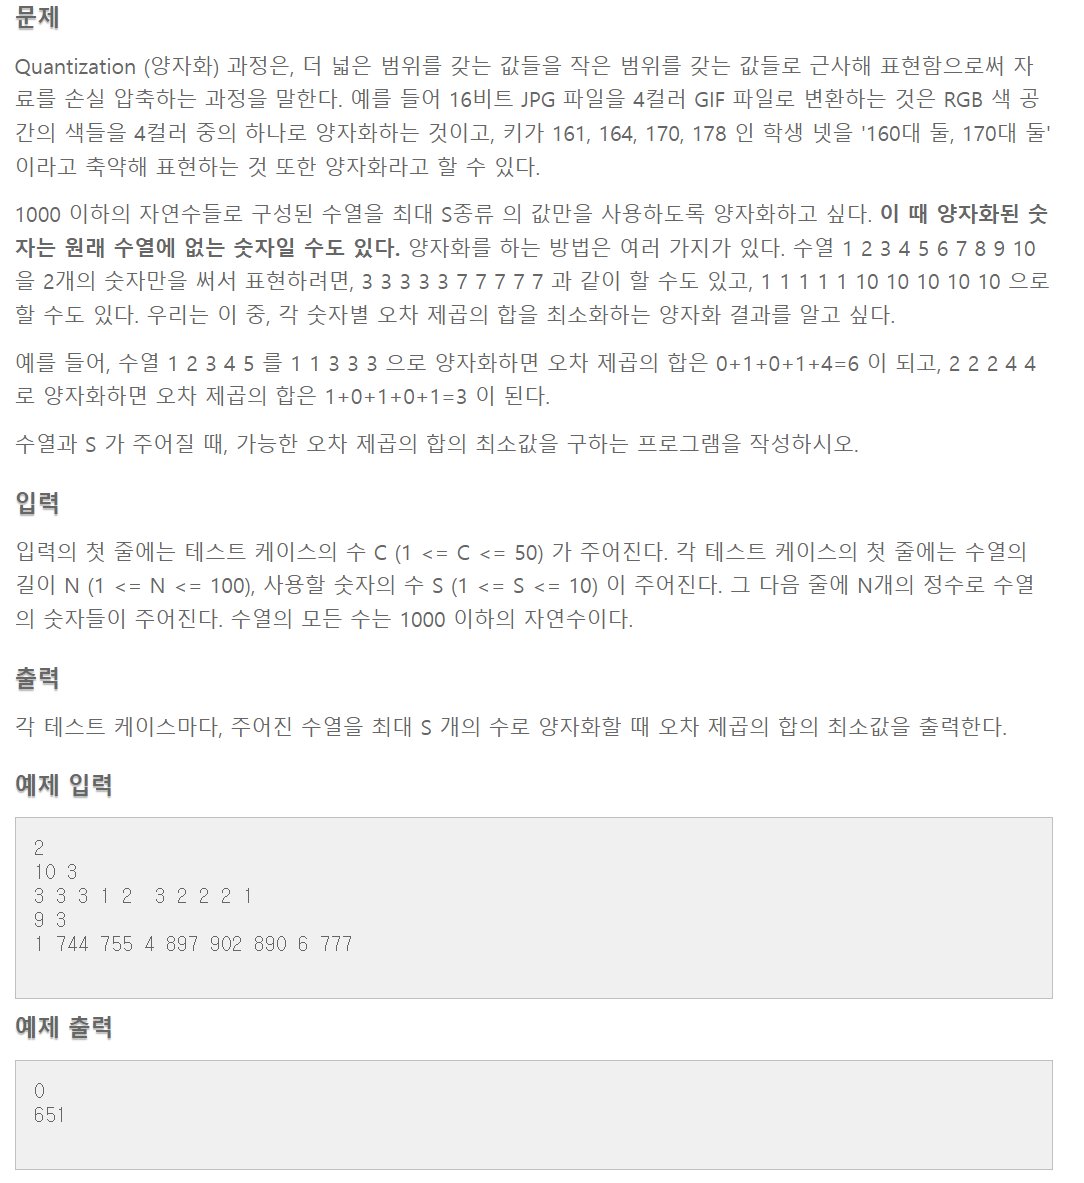 문제
Quantization (양자화) 과정은, 더 넓은 범위를 갖는 값들을 작은 범위를 갖는 값들로 근사해 표현함으로써 자
료를 손실 압축하는 과정을 말한다. 예를 들어 16비트 JPG 파일을 4컬러 GIF 파일로 변환하는 것은 RGB 색 공
간의 색들을 4컬러 중의 하나로 양자화하는 것이고, 키가 161, 164, 170, 178 인 학생 넷을 '160대 둘, 170대 둘'
이라고 축약해 표현하는 것 또한 양자화라고 할 수 있다.
1000 이하의 자연수들로 구성된 수열을 최대 S종류 의 값만을 사용하도록 양자화하고 싶다. 이 때 양자화된 숫
자는 원래 수열에 없는 숫자일 수도 있다. 양자화를 하는 방법은 여러 가지가 있다. 수열 1 2 3 4 5 6 7 8 9 10
을 2개의 숫자만을 써서 표현하려면, 3 3 3 3 3 7 7 7 7 7 과 같이 할 수도 있고, 1 1 1 1 1 10 10 10 10 10 으로
할 수도 있다. 우리는 이 중, 각 숫자별 오차 제곱의 합을 최소화하는 양자화 결과를 알고 싶다.
예를 들어, 수열 1 2 3 4 5 를 1 1 3 3 3 으로 양자화하면 오차 제곱의 합은 0+1+0+1+4=6 이 되고, 2 2 2 4 4
로 양자화하면 오차 제곱의 합은 1+0+1+0+1=3 이 된다.
수열과 S 가 주어질 때, 가능한 오차 제곱의 합의 최소값을 구하는 프로그램을 작성하시오.
입력
입력의 첫 줄에는 테스트 케이스의 수 C (1 <= C <= 50) 가 주어진다. 각 테스트 케이스의 첫 줄에는 수열의
길이 N (1 <= N <= 100), 사용할 숫자의 수 S (1 <= S <= 10) 이 주어진다. 그 다음 줄에 N개의 정수로 수열
의 숫자들이 주어진다. 수열의 모든 수는 1000 이하의 자연수이다.
출력
각 테스트 케이스마다, 주어진 수열을 최대 S 개의 수로 양자화할 때 오차 제곱의 합의 최소값을 출력한다.
예제 입력
2
10 3
3 3 3 1 2  3 2 2 2 1
9 3
1 744 755 4 897 902 890 6 777
예제 출력
0
651